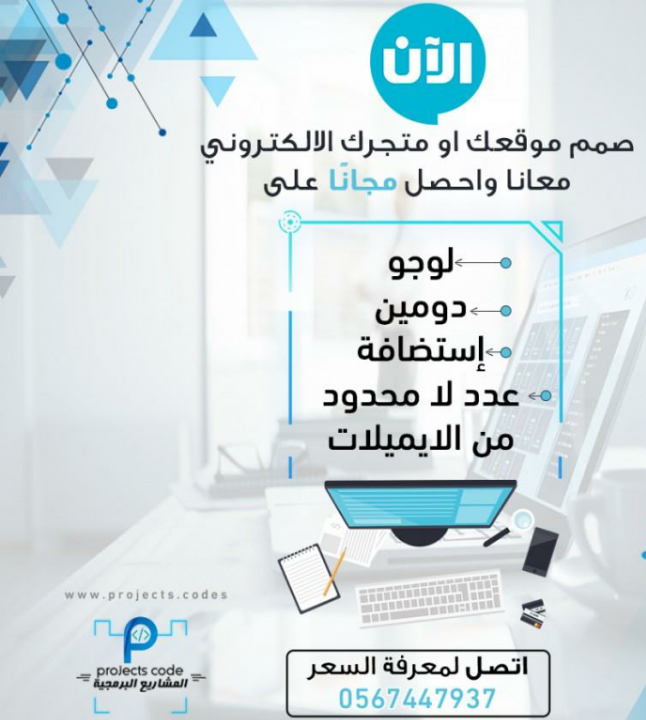 الآن
صمم موقعك او متجرك الالكتروني
معانا واحصل مجانًا على
لوجو
دومين
إستضافة
عدد لا محدود
من الايميلات
www.projects.codes
projects code
المشاريع البرمجية
اتصل لمعرفة السعر
0567447937